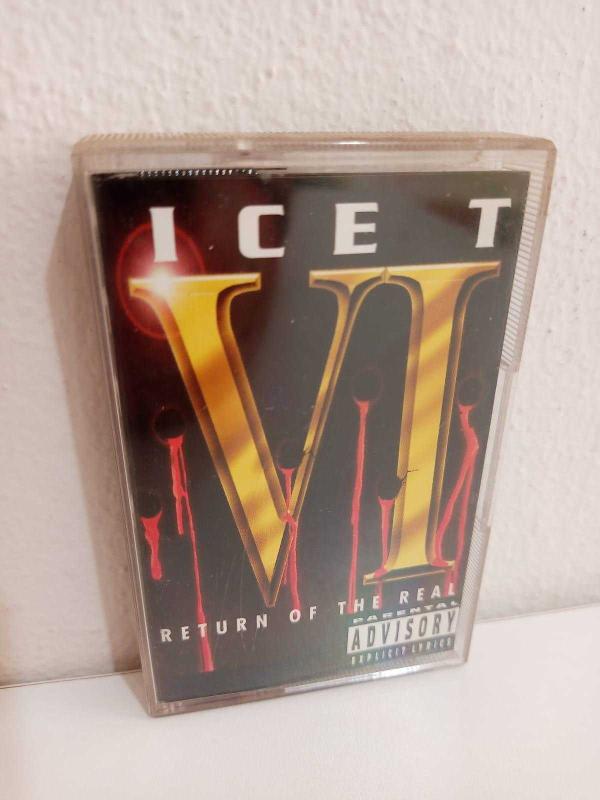 ICE T
VI
RETURN OF THE REAL
PARENTAL
ADVISORY
EXPLICIT LYRICS